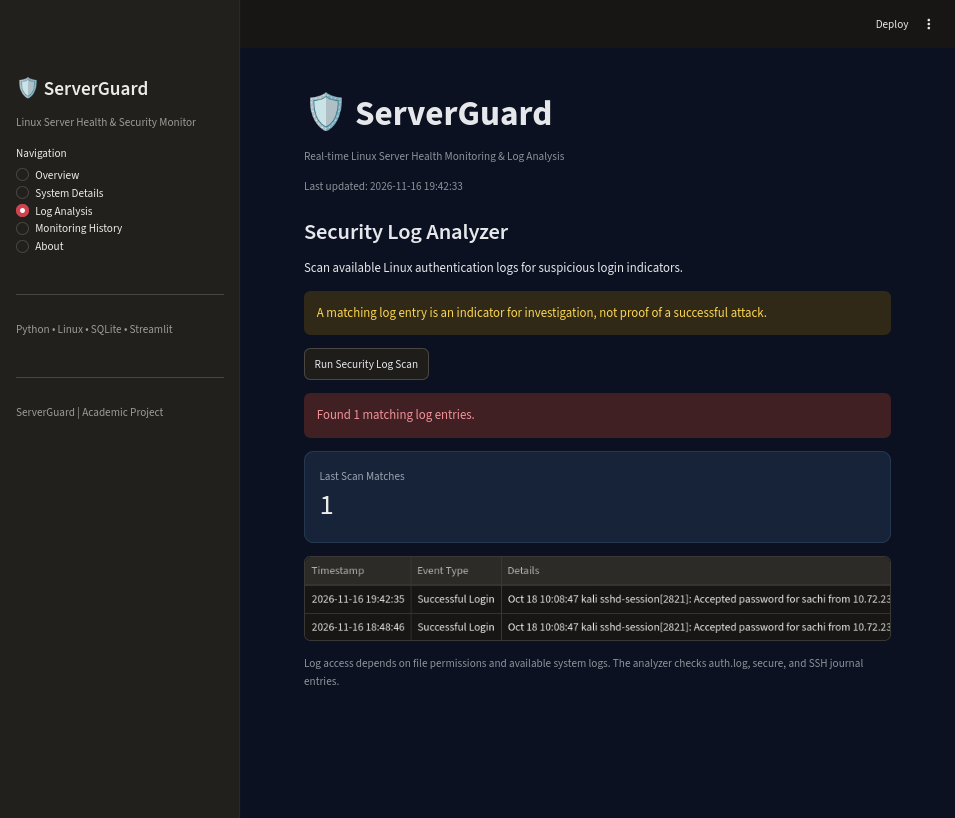 Deploy
ServerGuard
Linux Server Health & Security Monitor
Navigation
Overview
System Details
Log Analysis
Monitoring History
About
Python • Linux • SQLite • Streamlit
ServerGuard | Academic Project
ServerGuard
Real-time Linux Server Health Monitoring & Log Analysis
Last updated: 2026-11-16 19:42:33
Security Log Analyzer
Scan available Linux authentication logs for suspicious login indicators.
A matching log entry is an indicator for investigation, not proof of a successful attack.
Run Security Log Scan
Found 1 matching log entries.
Last Scan Matches
1
Timestamp Event Type Details
2026-11-16 19:42:35 Successful Login Oct 18 10:08:47 kali sshd-session[2821]: Accepted password for sachi from 10.72.23
2026-11-16 18:48:46 Successful Login Oct 18 10:08:47 kali sshd-session[2821]: Accepted password for sachi from 10.72.23
Log access depends on file permissions and available system logs. The analyzer checks auth.log, secure, and SSH journal
entries.